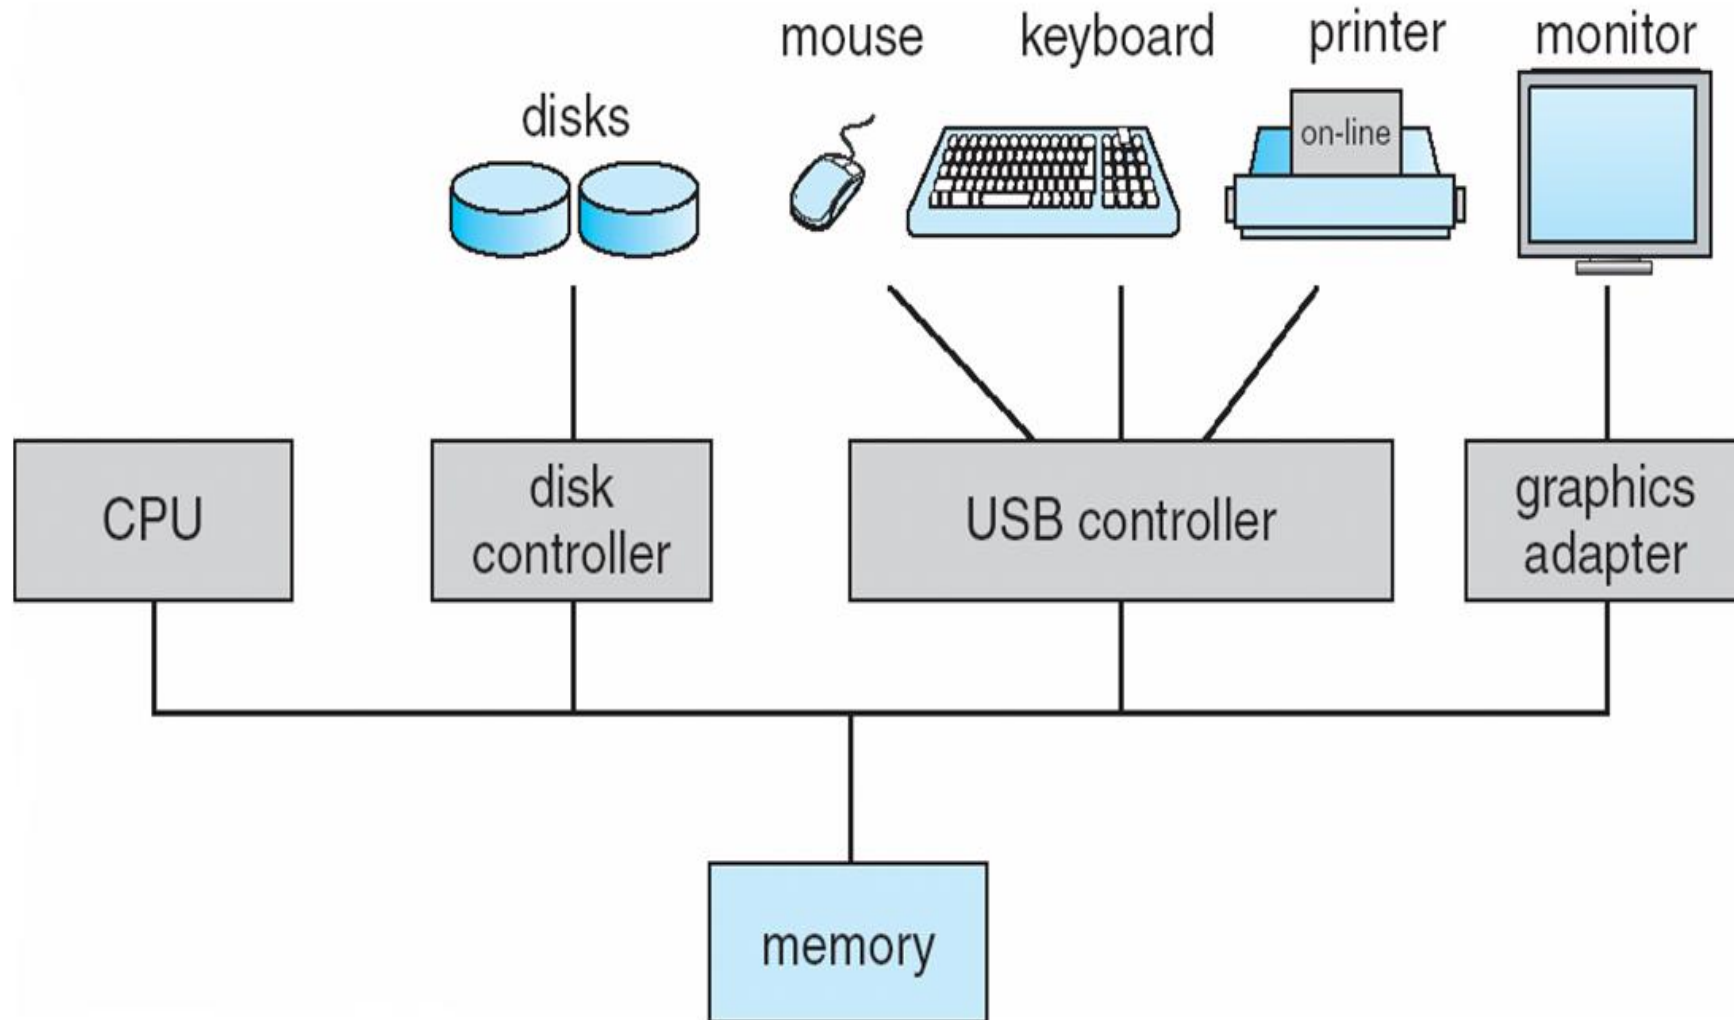 mouse
keyboard
printer
monitor
disks
on-line
CPU
disk
controller
USB controller
graphics
adapter
memory